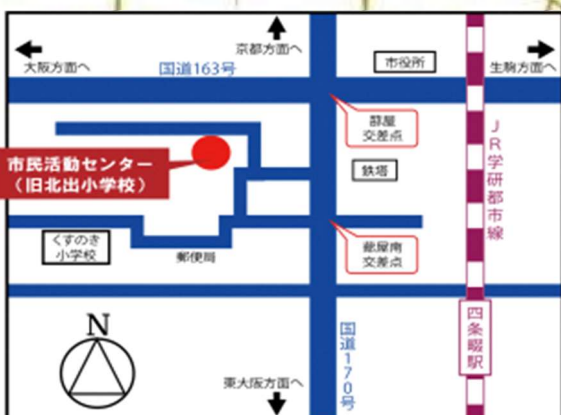 京都方面へ
大阪方面へ
国道163号
市役所
生駒方面へ
蔀屋
交差点
JR学研都市線
市民活動センター
(旧北出小学校)
鉄塔
くすのき
小学校
郵便局
蔀屋南
交差点
N
国道170号
四条畷駅
東大阪方面へ